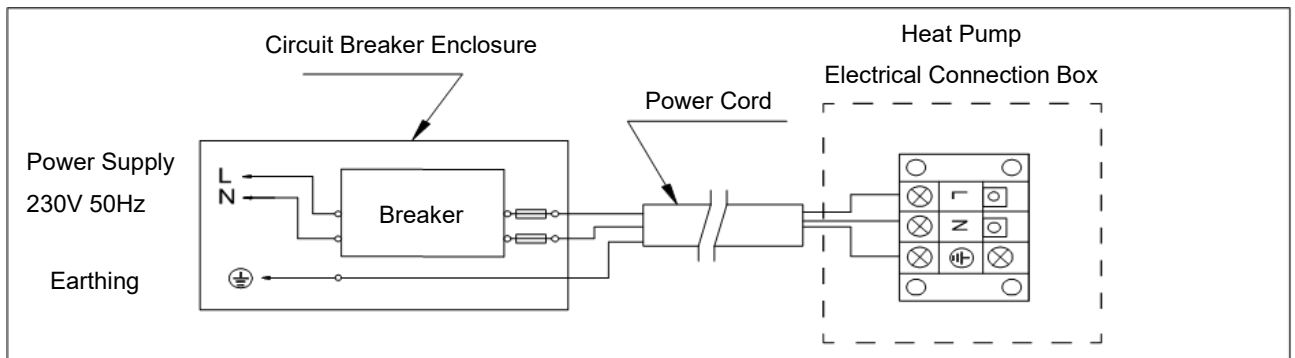 Circuit Breaker Enclosure
Heat Pump
Electrical Connection Box
Power Cord
Power Supply
230V 50Hz
L
N
Breaker
Earthing
L
N